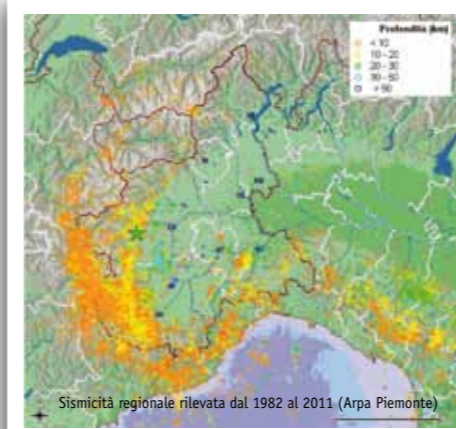 Profondità (km)
< 10
10 - 20
20 - 30
30 - 50
> 50
Sismicità regionale rilevata dal 1982 al 2011 (Arpa Piemonte)